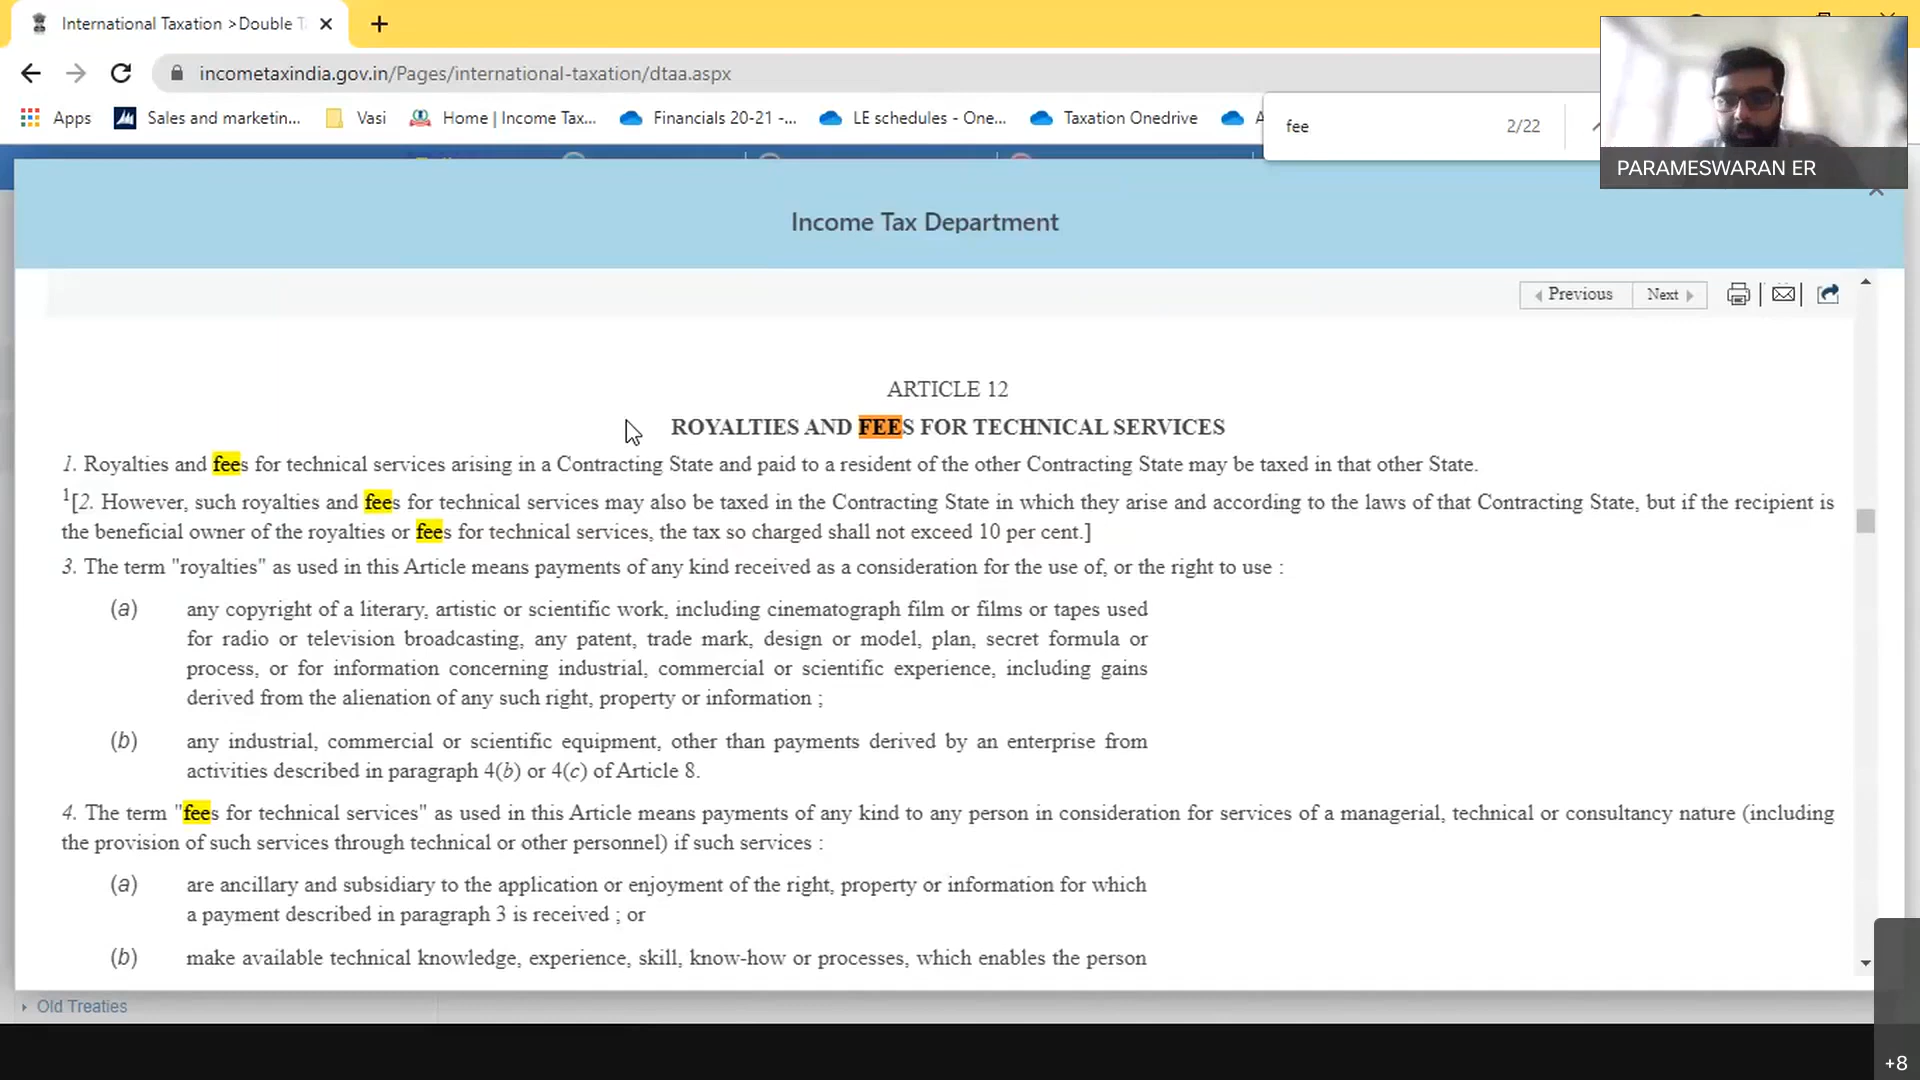 International Taxation >Double T
incometaxindia.gov.in/Pages/international-taxation/dtaa.aspx
Apps
Sales and marketin...
Vasi
Home | Income Tax...
Financials 20-21 -...
LE schedules - One...
Taxation Onedrive
fee
2/22
PARAMESWARAN ER
Income Tax Department
Previous
Next
ARTICLE 12
ROYALTIES AND FEES FOR TECHNICAL SERVICES
1. Royalties and fees for technical services arising in a Contracting State and paid to a resident of the other Contracting State may be taxed in that other State.
1[2. However, such royalties and fees for technical services may also be taxed in the Contracting State in which they arise and according to the laws of that Contracting State, but if the recipient is
the beneficial owner of the royalties or fees for technical services, the tax so charged shall not exceed 10 per cent.]
3. The term "royalties" as used in this Article means payments of any kind received as a consideration for the use of, or the right to use :
(a) any copyright of a literary, artistic or scientific work, including cinematograph film or films or tapes used
for radio or television broadcasting, any patent, trade mark, design or model, plan, secret formula or
process, or for information concerning industrial, commercial or scientific experience, including gains
derived from the alienation of any such right, property or information ;
(b) any industrial, commercial or scientific equipment, other than payments derived by an enterprise from
activities described in paragraph 4(b) or 4(c) of Article 8.
4. The term "fees for technical services" as used in this Article means payments of any kind to any person in consideration for services of a managerial, technical or consultancy nature (including
the provision of such services through technical or other personnel) if such services :
(a) are ancillary and subsidiary to the application or enjoyment of the right, property or information for which
a payment described in paragraph 3 is received ; or
(b) make available technical knowledge, experience, skill, know-how or processes, which enables the person
Old Treaties
+8